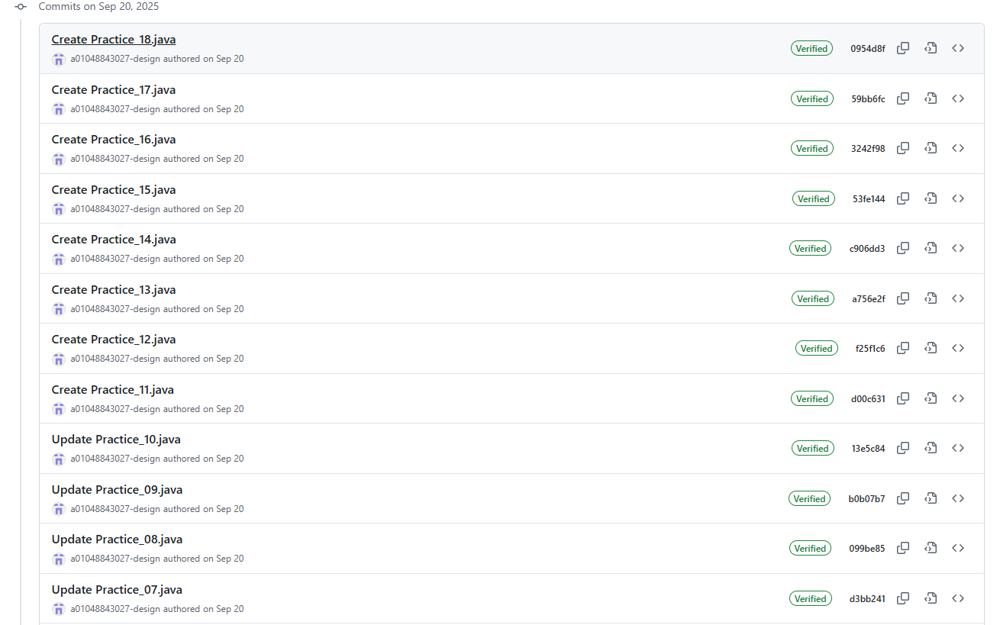 Commits on Sep 20, 2025
Create Practice_18.java
a01048843027-design authored on Sep 20
Verified
0954d8f
Create Practice_17.java
a01048843027-design authored on Sep 20
Verified
59bb6fc
Create Practice_16.java
a01048843027-design authored on Sep 20
Verified
3242f98
Create Practice_15.java
a01048843027-design authored on Sep 20
Verified
53fe144
Create Practice_14.java
a01048843027-design authored on Sep 20
Verified
c906dd3
Create Practice_13.java
a01048843027-design authored on Sep 20
Verified
a756e2f
Create Practice_12.java
a01048843027-design authored on Sep 20
Verified
f25f1c6
Create Practice_11.java
a01048843027-design authored on Sep 20
Verified
d00c631
Update Practice_10.java
a01048843027-design authored on Sep 20
Verified
13e5c84
Update Practice_09.java
a01048843027-design authored on Sep 20
Verified
b0b07b7
Update Practice_08.java
a01048843027-design authored on Sep 20
Verified
099be85
Update Practice_07.java
a01048843027-design authored on Sep 20
Verified
d3bb241